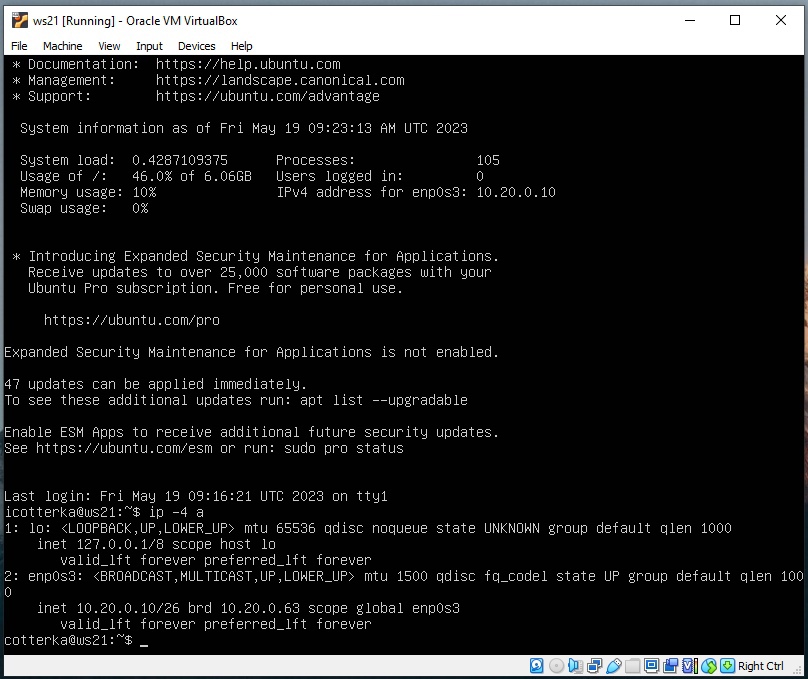 ws21 [Running] - Oracle VM VirtualBox
File Machine View Input Devices Help
 * Documentation:  https://help.ubuntu.com
 * Management:     https://landscape.canonical.com
 * Support:        https://ubuntu.com/advantage
  System information as of Fri May 19 09:23:13 AM UTC 2023
  System load:  0.4287109375      Processes:               105
  Usage of /:   46.0% of 6.06GB   Users logged in:         0
  Memory usage: 10%               IPv4 address for enp0s3: 10.20.0.10
  Swap usage:   0%
 * Introducing Expanded Security Maintenance for Applications.
   Receive updates to over 25,000 software packages with your
   Ubuntu Pro subscription. Free for personal use.
     https://ubuntu.com/pro
Expanded Security Maintenance for Applications is not enabled.
47 updates can be applied immediately.
To see these additional updates run: apt list --upgradable
Enable ESM Apps to receive additional future security updates.
See https://ubuntu.com/esm or run: sudo pro status
Last login: Fri May 19 09:16:21 UTC 2023 on tty1
icotterka@ws21:~$ ip -4 a
1: lo: <LOOPBACK,UP,LOWER_UP> mtu 65536 qdisc noqueue state UNKNOWN group default qlen 1000
    inet 127.0.0.1/8 scope host lo
       valid_lft forever preferred_lft forever
2: enp0s3: <BROADCAST,MULTICAST,UP,LOWER_UP> mtu 1500 qdisc fq_codel state UP group default qlen 100
0
    inet 10.20.0.10/26 brd 10.20.0.63 scope global enp0s3
       valid_lft forever preferred_lft forever
cotterka@ws21:~$ _
Right Ctrl